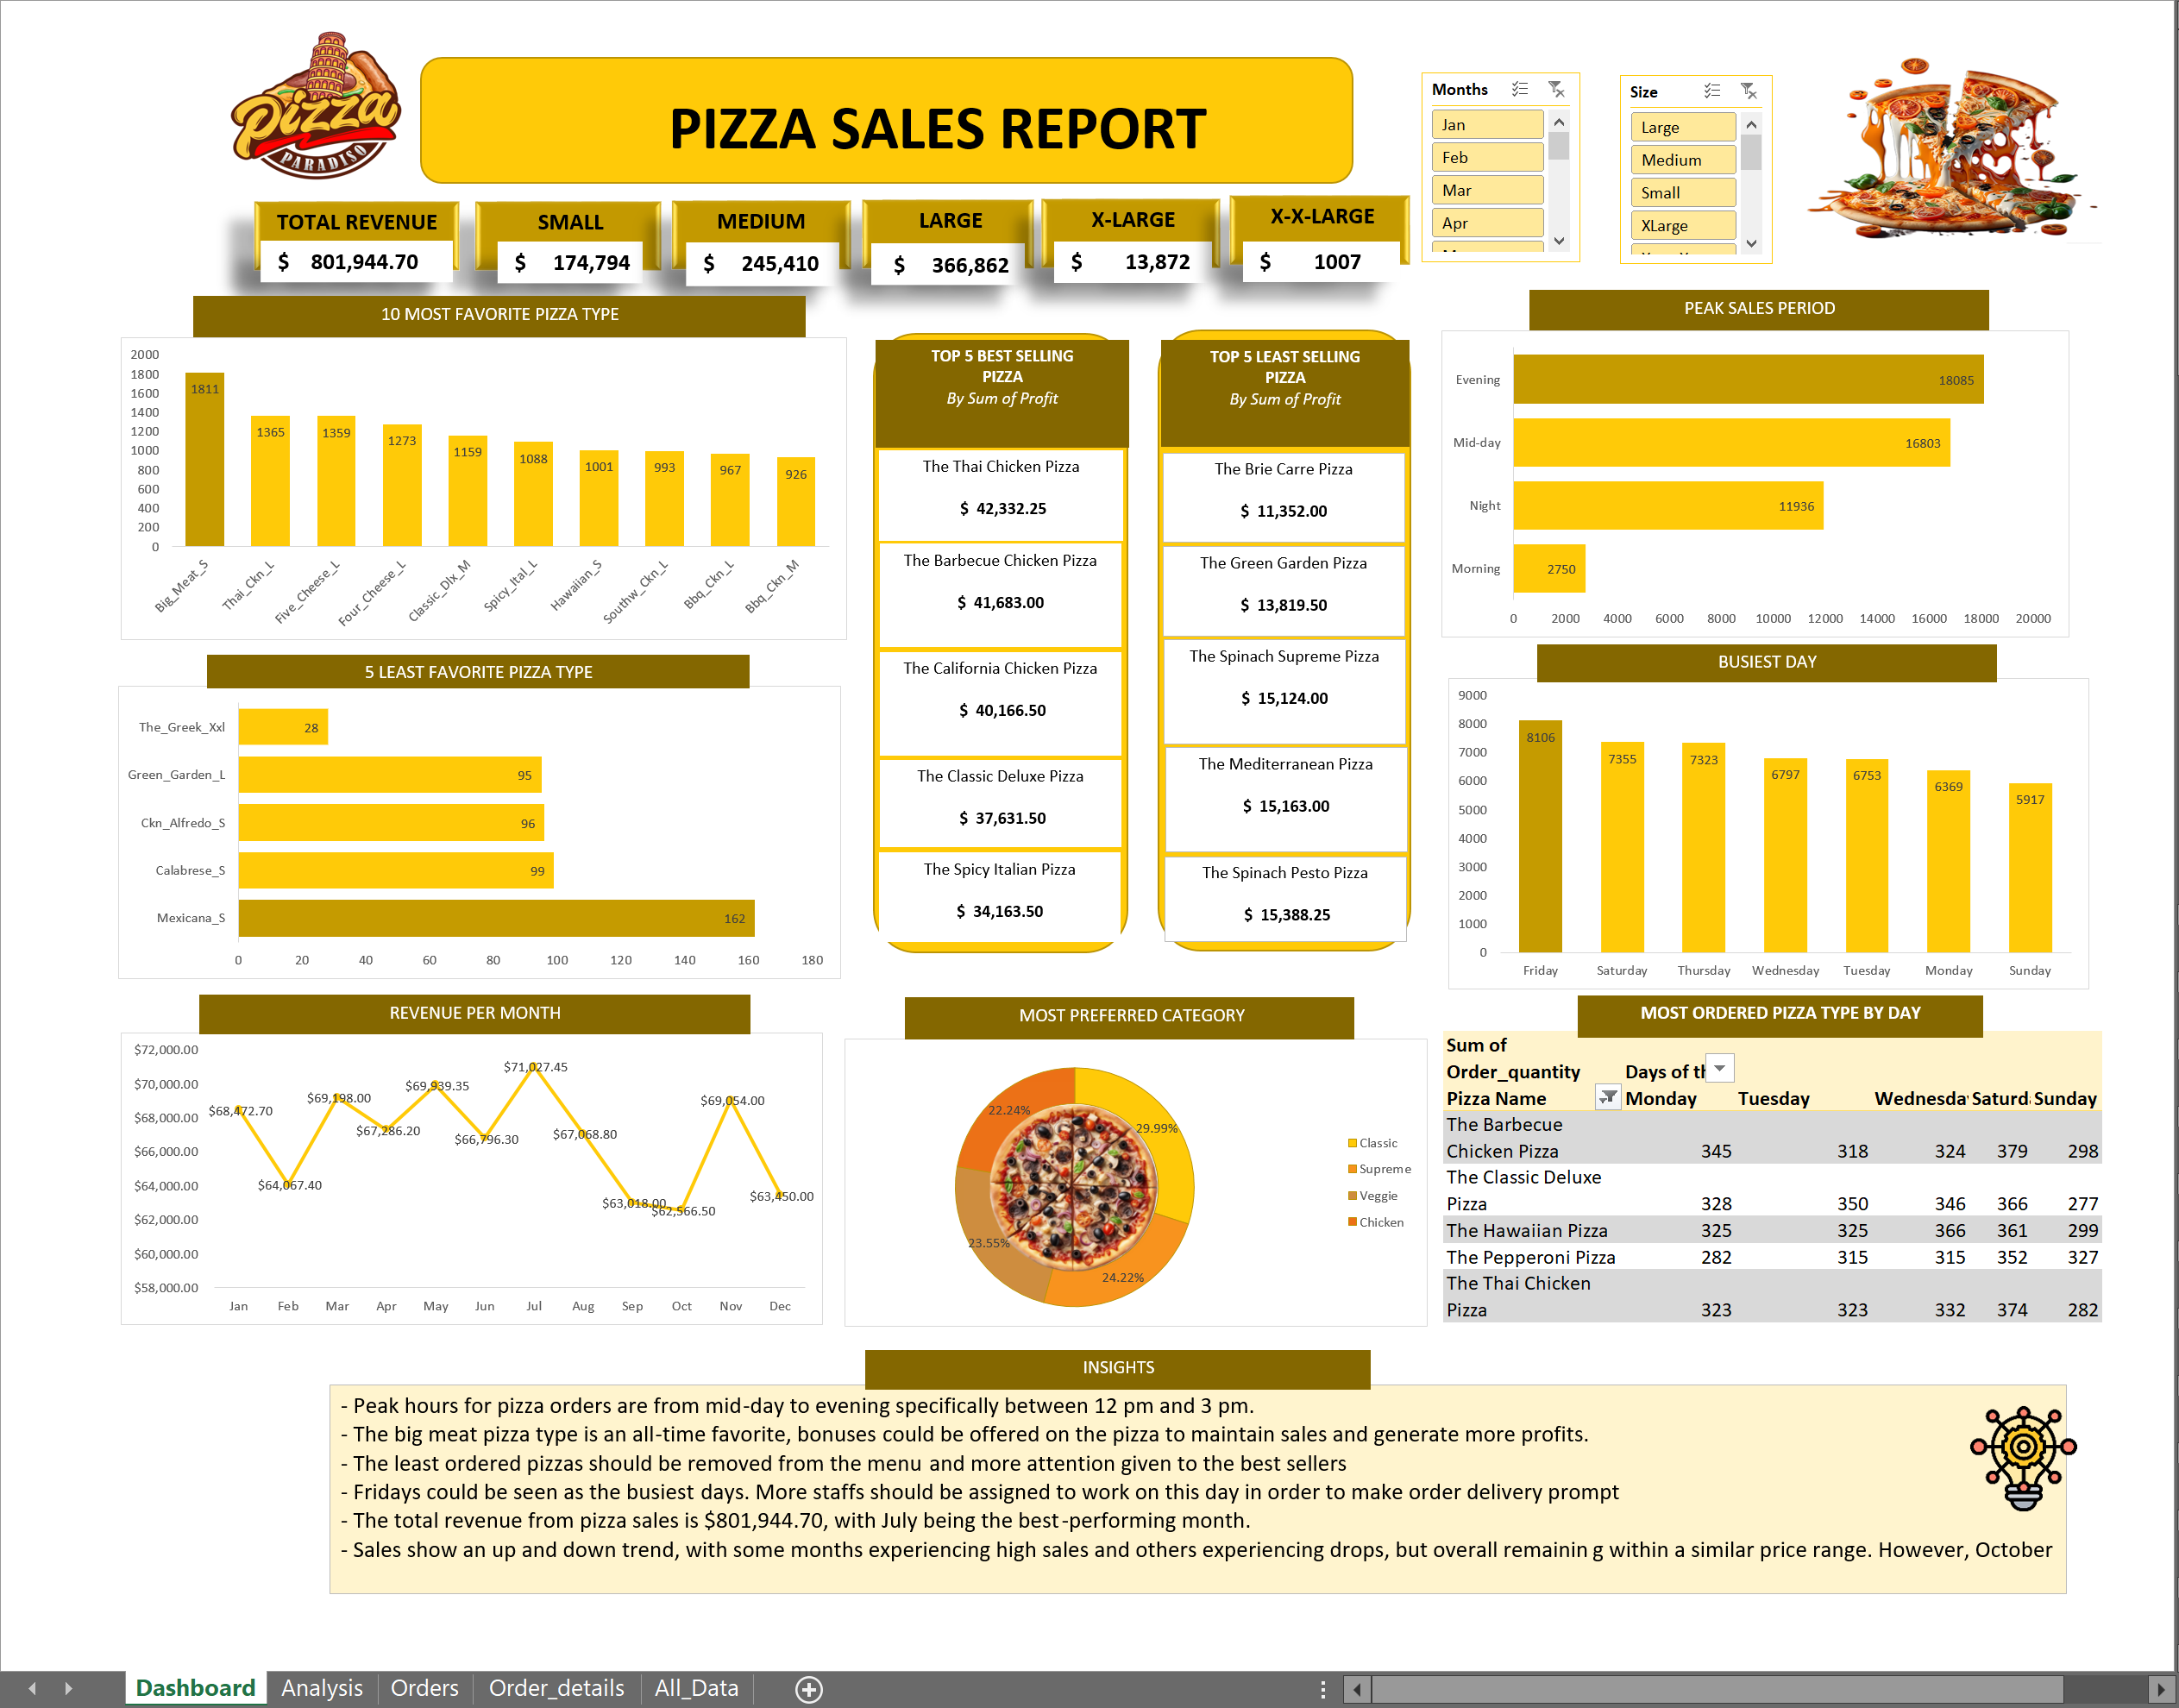 Pizza
PARADISO
PIZZA SALES REPORT
Months
Jan
Feb
Mar
Apr
Size
Large
Medium
Small
XLarge
TOTAL REVENUE
$ 801,944.70
SMALL
$ 174,794
MEDIUM
$ 245,410
LARGE
$ 366,862
X-LARGE
$ 13,872
X-X-LARGE
$ 1007
10 MOST FAVORITE PIZZA TYPE
2000
1800
1600
1400
1200
1000
800
600
400
200
0
1811
1365
1359
1273
1159
1088
1001
993
967
926
Big_Meat_S
Thai_Ckn_L
Five_Cheese_L
Four_Cheese_L
Classic_Dlx_M
Spicy_Ital_L
Hawaiian_S
Southw_Ckn_L
Bbq_Ckn_L
Bbq_Ckn_M
5 LEAST FAVORITE PIZZA TYPE
The_Greek_Xxl 28
Green_Garden_L 95
Ckn_Alfredo_S 96
Calabrese_S 99
Mexicana_S 162
0 20 40 60 80 100 120 140 160 180
TOP 5 BEST SELLING
PIZZA
By Sum of Profit
The Thai Chicken Pizza
$ 42,332.25
The Barbecue Chicken Pizza
$ 41,683.00
The California Chicken Pizza
$ 40,166.50
The Classic Deluxe Pizza
$ 37,631.50
The Spicy Italian Pizza
$ 34,163.50
TOP 5 LEAST SELLING
PIZZA
By Sum of Profit
The Brie Carre Pizza
$ 11,352.00
The Green Garden Pizza
$ 13,819.50
The Spinach Supreme Pizza
$ 15,124.00
The Mediterranean Pizza
$ 15,163.00
The Spinach Pesto Pizza
$ 15,388.25
PEAK SALES PERIOD
Evening 18085
Mid-day 16803
Night 11936
Morning 2750
0 2000 4000 6000 8000 10000 12000 14000 16000 18000 20000
BUSIEST DAY
9000
8000
7000
6000
5000
4000
3000
2000
1000
0
8106
7355
7323
6797
6753
6369
5917
Friday Saturday Thursday Wednesday Tuesday Monday Sunday
REVENUE PER MONTH
$72,000.00
$70,000.00
$68,000.00
$66,000.00
$64,000.00
$62,000.00
$60,000.00
$58,000.00
$68,472.70
$64,067.40
$69,198.00
$67,286.20
$69,939.35
$66,796.30
$71,027.45
$67,068.80
$63,018.00
$62,566.50
$69,054.00
$63,450.00
Jan Feb Mar Apr May Jun Jul Aug Sep Oct Nov Dec
MOST PREFERRED CATEGORY
22.24%
29.99%
23.55%
24.22%
Classic
Supreme
Veggie
Chicken
MOST ORDERED PIZZA TYPE BY DAY
Sum of
Order_quantity Days of th
Pizza Name Monday Tuesday Wednesda Saturd Sunday
The Barbecue
Chicken Pizza 345 318 324 379 298
The Classic Deluxe
Pizza 328 350 346 366 277
The Hawaiian Pizza 325 325 366 361 299
The Pepperoni Pizza 282 315 315 352 327
The Thai Chicken
Pizza 323 323 332 374 282
INSIGHTS
- Peak hours for pizza orders are from mid-day to evening specifically between 12 pm and 3 pm.
- The big meat pizza type is an all-time favorite, bonuses could be offered on the pizza to maintain sales and generate more profits.
- The least ordered pizzas should be removed from the menu and more attention given to the best sellers
- Fridays could be seen as the busiest days. More staffs should be assigned to work on this day in order to make order delivery prompt
- The total revenue from pizza sales is $801,944.70, with July being the best-performing month.
- Sales show an up and down trend, with some months experiencing high sales and others experiencing drops, but overall remainin g within a similar price range. However, October
Dashboard Analysis Orders Order_details All_Data